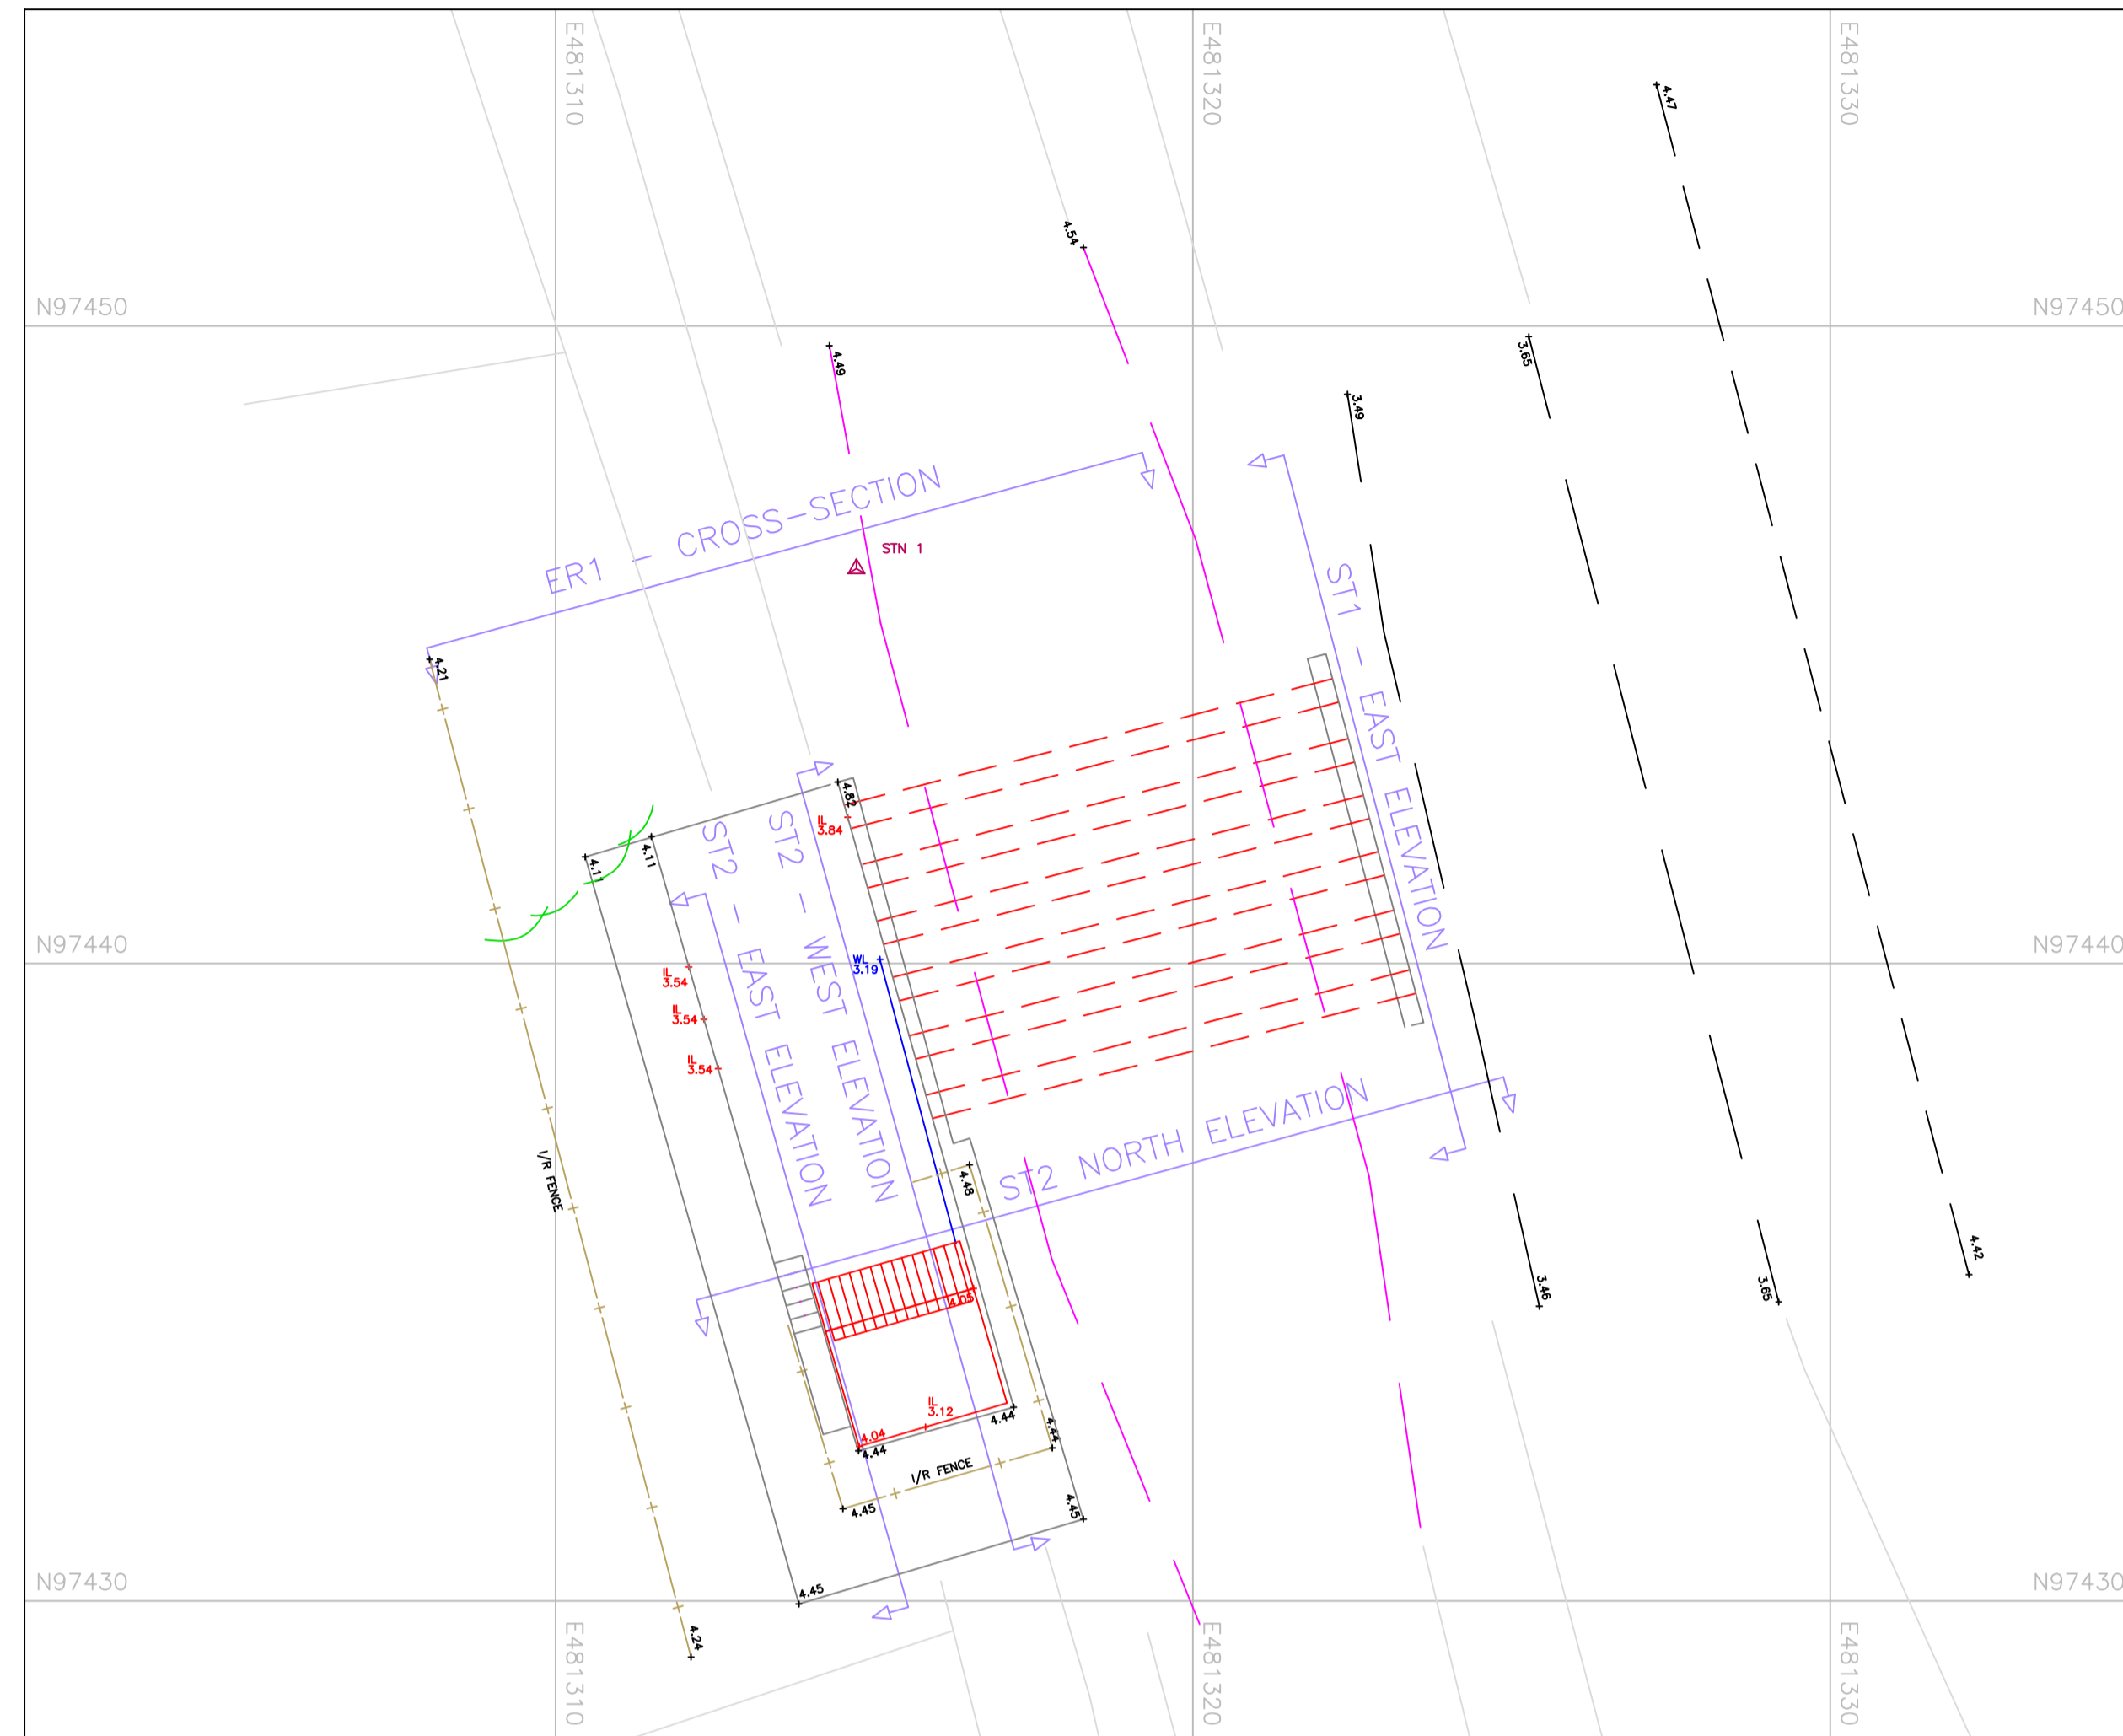 E481310
E481320
E481330
4.47
4.54
N97450
N97450
4.49
3.65
3.49
ER1 - CROSS-SECTION
STN 1
ST1 - EAST ELEVATION
4.21
4.82
IL
3.84
ST2 - WEST ELEVATION
ST2 - EAST ELEVATION
4.11
4.11
N97440
N97440
WL
3.19
IL
3.54
IL
3.54
IL
3.54
ST2 NORTH ELEVATION
I/R FENCE
4.48
4.42
3.46
3.65
4.05
IL
3.12
4.44
4.04
4.44
4.44
I/R FENCE
4.45
4.45
N97430
N97430
4.45
4.24
E481310
E481320
E481330